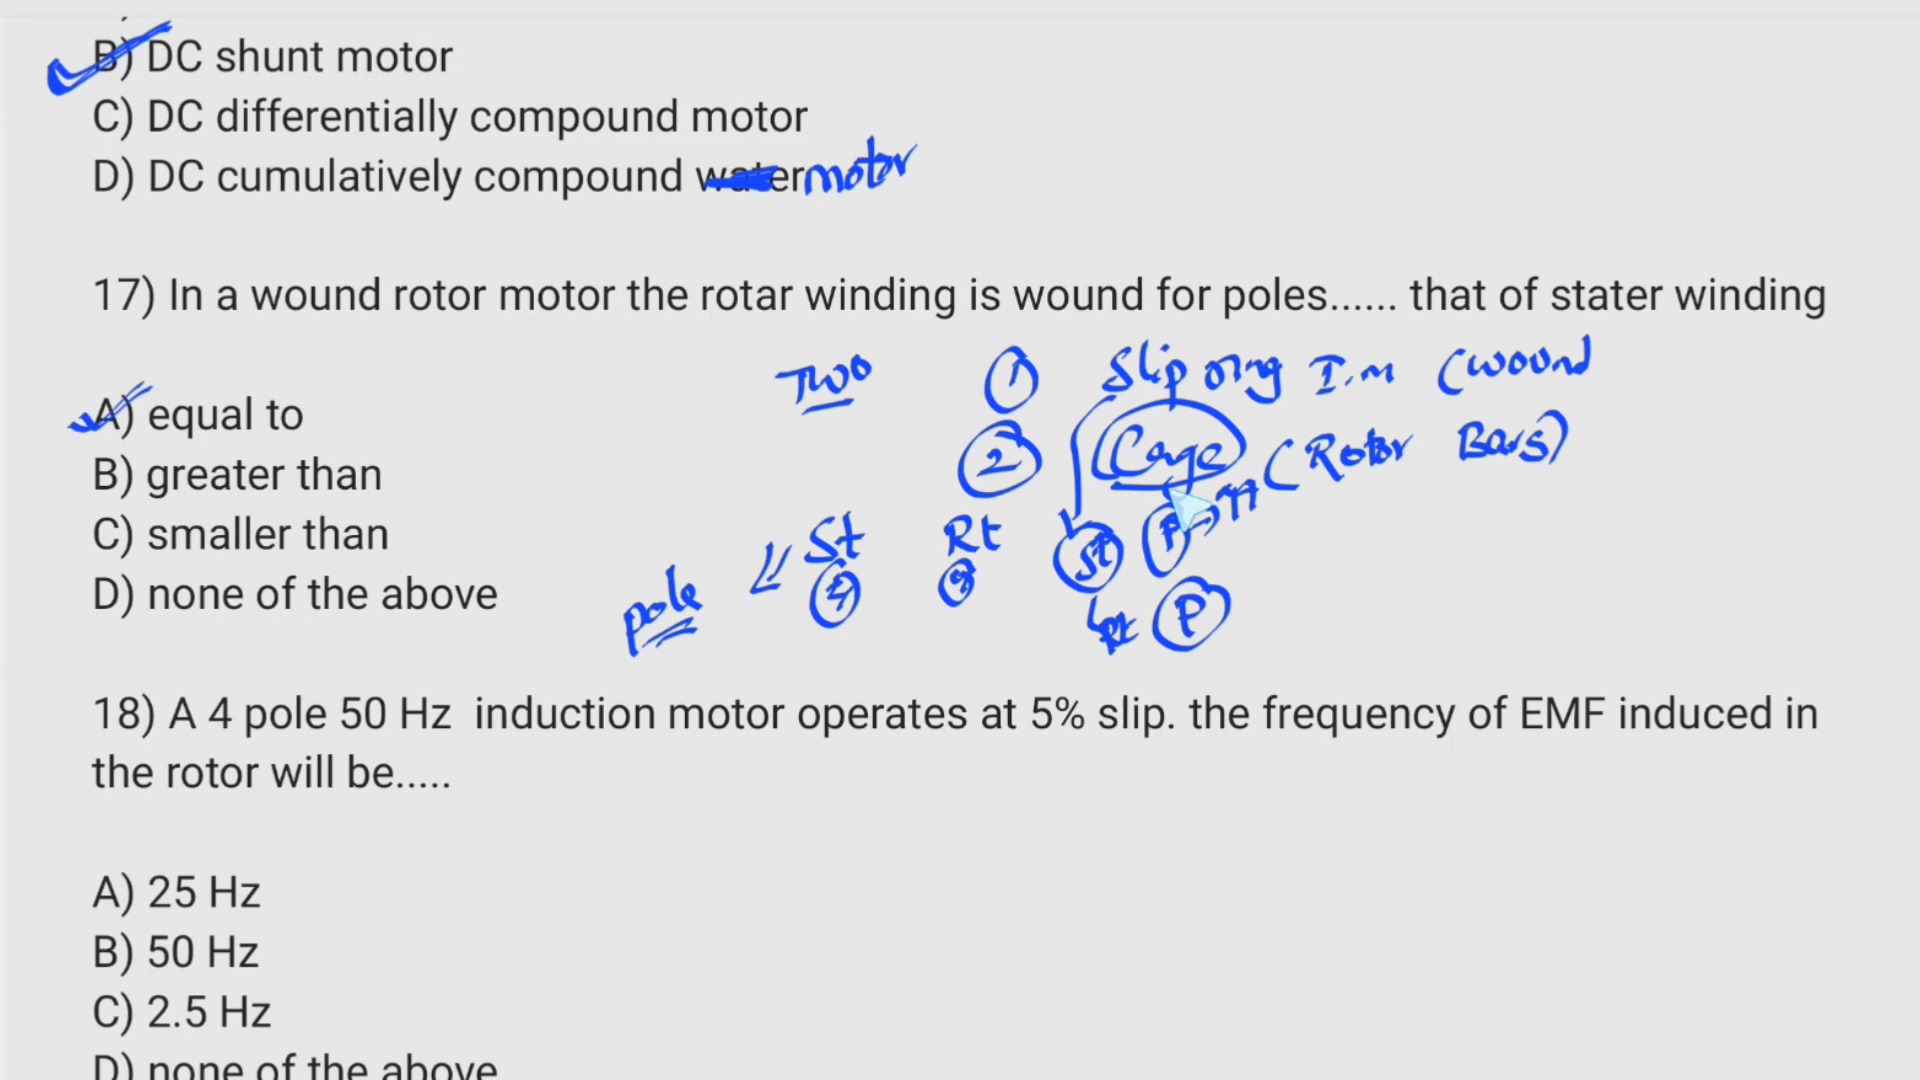 B) DC shunt motor
C) DC differentially compound motor
D) DC cumulatively compound water motor
17) In a wound rotor motor the rotar winding is wound for poles...... that of stater winding
Two ① Slip ring I.M (wound
A) equal to
② Cage (Rotor Bars)
B) greater than
St Rt St P
C) smaller than
pole 4
Rt P
D) none of the above
18) A 4 pole 50 Hz induction motor operates at 5% slip. the frequency of EMF induced in
the rotor will be.....
A) 25 Hz
B) 50 Hz
C) 2.5 Hz
D) none of the above